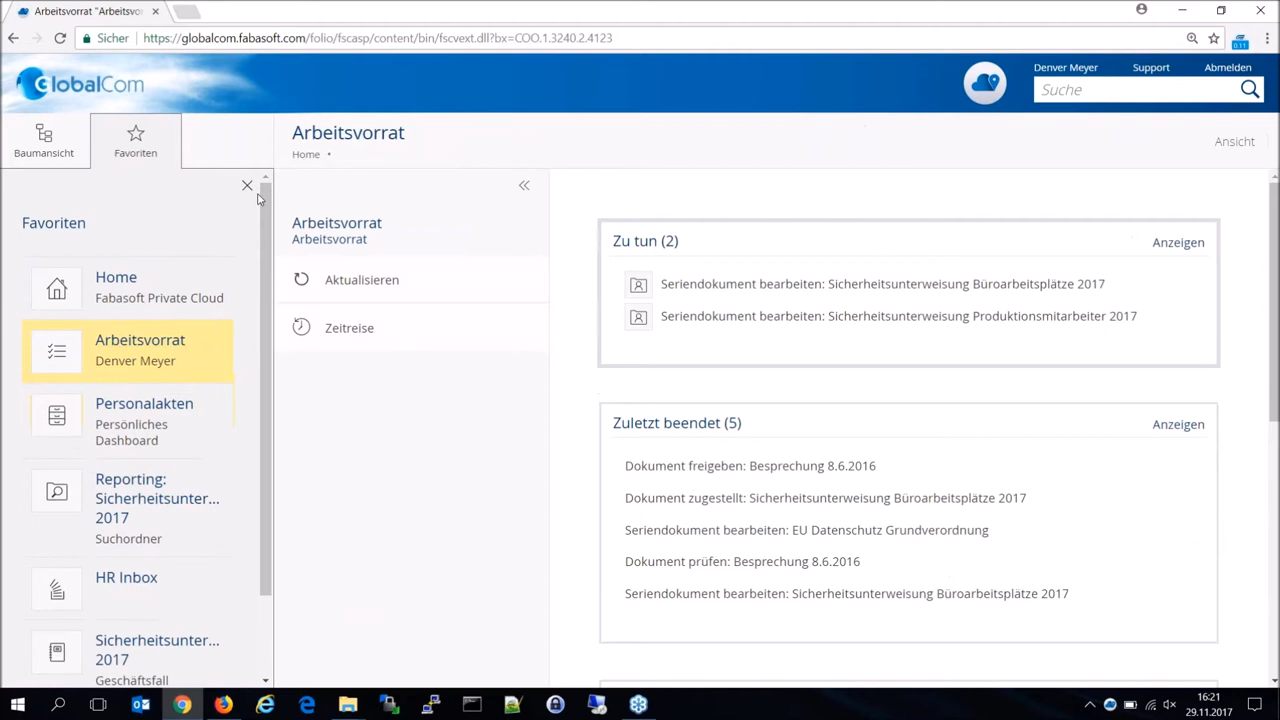 Arbeitsvorrat "Arbeitsvor
Sicher
https://globalcom.fabasoft.com/folio/fscasp/content/bin/fscvext.dll?bx=COO.1.3240.2.4123
0.11
GlobalCom
Denver Meyer
Support
Abmelden
Suche
Baumansicht
Favoriten
Arbeitsvorrat
Home •
Ansicht
Favoriten
Home
Fabasoft Private Cloud
Arbeitsvorrat
Denver Meyer
Personalakten
Persönliches
Dashboard
Reporting:
Sicherheitsunter...
2017
Suchordner
HR Inbox
Sicherheitsunter...
2017
Geschäftsfall
Arbeitsvorrat
Arbeitsvorrat
Aktualisieren
Zeitreise
Zu tun (2)
Anzeigen
Seriendokument bearbeiten: Sicherheitsunterweisung Büroarbeitsplätze 2017
Seriendokument bearbeiten: Sicherheitsunterweisung Produktionsmitarbeiter 2017
Zuletzt beendet (5)
Anzeigen
Dokument freigeben: Besprechung 8.6.2016
Dokument zugestellt: Sicherheitsunterweisung Büroarbeitsplätze 2017
Seriendokument bearbeiten: EU Datenschutz Grundverordnung
Dokument prüfen: Besprechung 8.6.2016
Seriendokument bearbeiten: Sicherheitsunterweisung Büroarbeitsplätze 2017
16:21
29.11.2017